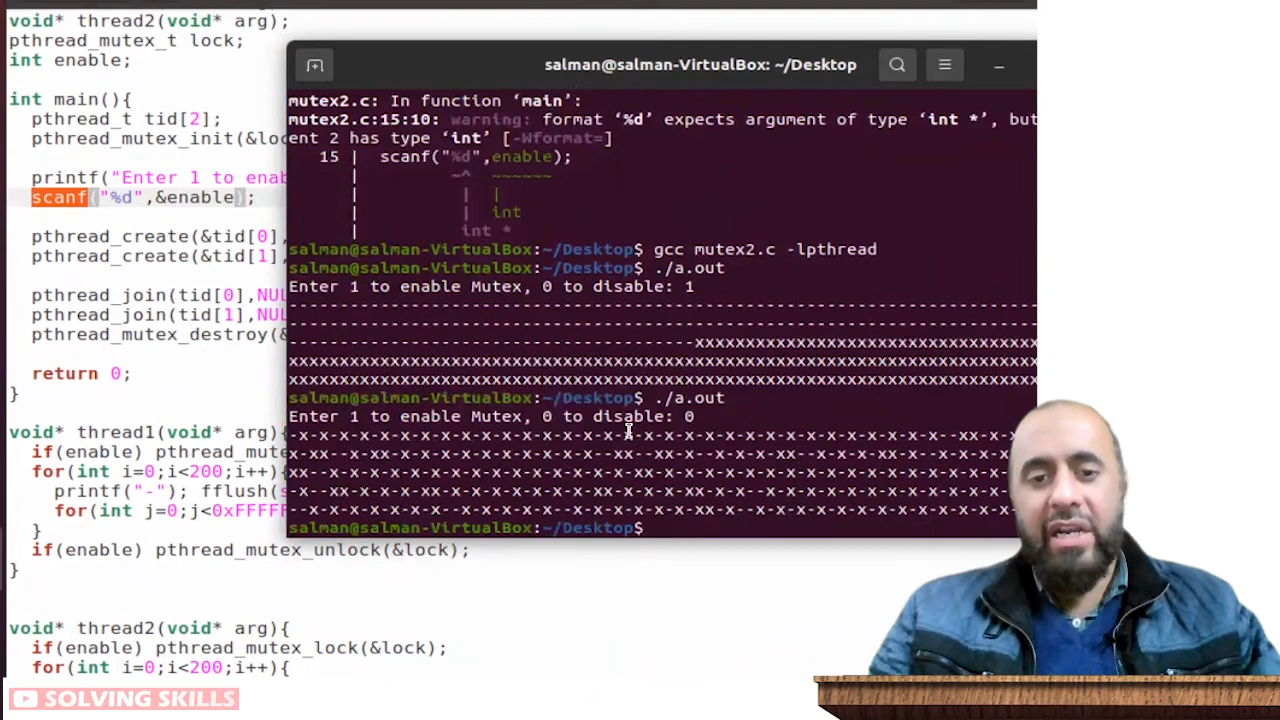 void* thread2(void* arg);
pthread_mutex_t lock;
int enable;
int main(){
pthread_t tid[2];
pthread_mutex_init(&loc
printf("Enter 1 to enab
scanf("%d",&enable);
pthread_create(&tid[0],
pthread_create(&tid[1],
pthread_join(tid[0],NUL
pthread_join(tid[1],NUL
pthread_mutex_destroy(&
return 0;
}
void* thread1(void* arg){
if(enable) pthread_mute
for(int i=0;i<200;i++){
printf("-"); fflush(s
for(int j=0;j<0xFFFFF
}
if(enable) pthread_mutex_unlock(&lock);
}
void* thread2(void* arg){
if(enable) pthread_mutex_lock(&lock);
for(int i=0;i<200;i++){
salman@salman-VirtualBox: ~/Desktop
mutex2.c: In function ‘main’:
mutex2.c:15:10: warning: format ‘%d’ expects argument of type ‘int *’, but
ent 2 has type ‘int’ [-Wformat=]
15 | scanf("%d",enable);
| ~^ ~~~~~~
| | |
| | int
| int *
salman@salman-VirtualBox:~/Desktop$ gcc mutex2.c -lpthread
salman@salman-VirtualBox:~/Desktop$ ./a.out
Enter 1 to enable Mutex, 0 to disable: 1
salman@salman-VirtualBox:~/Desktop$ ./a.out
Enter 1 to enable Mutex, 0 to disable: 0
salman@salman-VirtualBox:~/Desktop$
SOLVING SKILLS